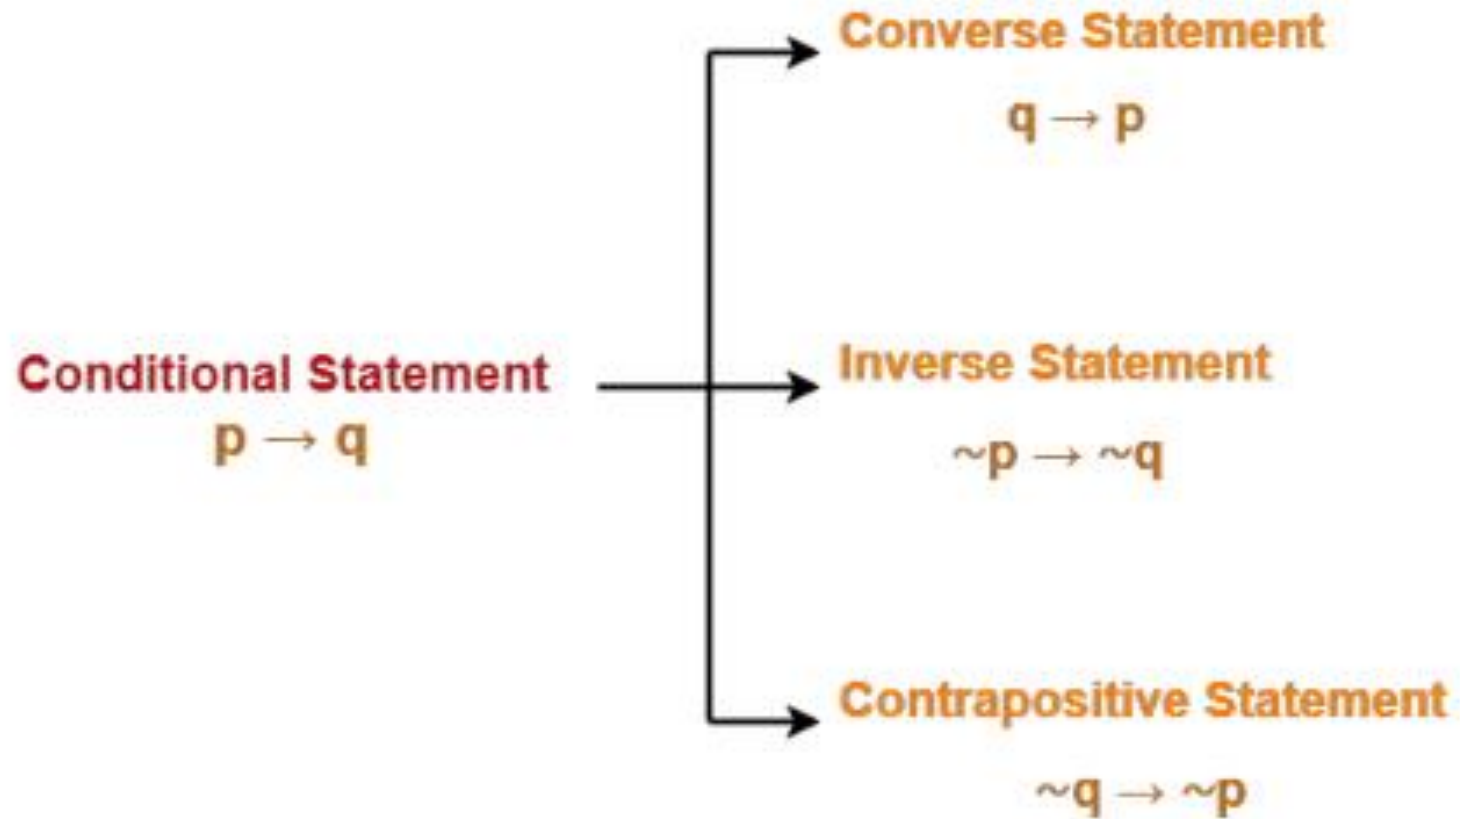 Converse Statement
q → p
Conditional Statement
p → q
Inverse Statement
~p → ~q
Contrapositive Statement
~q → ~p